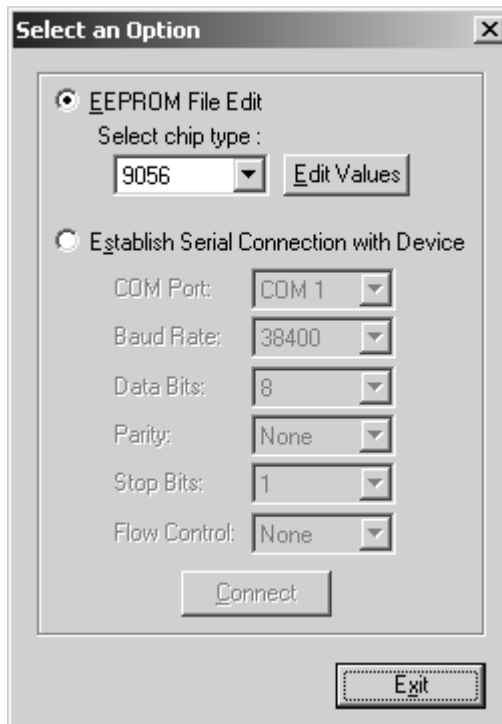 Select an Option
EEPROM File Edit
Select chip type :
9056 Edit Values
Establish Serial Connection with Device
COM Port: COM 1
Baud Rate: 38400
Data Bits: 8
Parity: None
Stop Bits: 1
Flow Control: None
Connect
Exit